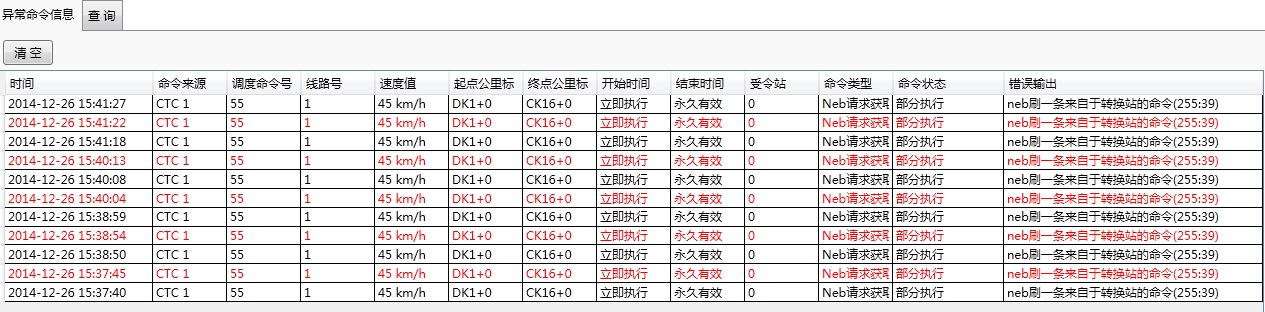 异常命令信息 查 询
清 空
时间 命令来源 调度命令号 线路号 速度值 起点公里标 终点公里标 开始时间 结束时间 受令站 命令类型 命令状态 错误输出
2014-12-26 15:41:27 CTC 1 55 1 45 km/h DK1+0 CK16+0 立即执行 永久有效 0 Neb请求获 部分执行 neb刷一条来自于转换站的命令(255:39)
2014-12-26 15:41:22 CTC 1 55 1 45 km/h DK1+0 CK16+0 立即执行 永久有效 0 Neb请求获 部分执行 neb刷一条来自于转换站的命令(255:39)
2014-12-26 15:41:18 CTC 1 55 1 45 km/h DK1+0 CK16+0 立即执行 永久有效 0 Neb请求获 部分执行 neb刷一条来自于转换站的命令(255:39)
2014-12-26 15:40:13 CTC 1 55 1 45 km/h DK1+0 CK16+0 立即执行 永久有效 0 Neb请求获 部分执行 neb刷一条来自于转换站的命令(255:39)
2014-12-26 15:40:08 CTC 1 55 1 45 km/h DK1+0 CK16+0 立即执行 永久有效 0 Neb请求获 部分执行 neb刷一条来自于转换站的命令(255:39)
2014-12-26 15:40:04 CTC 1 55 1 45 km/h DK1+0 CK16+0 立即执行 永久有效 0 Neb请求获 部分执行 neb刷一条来自于转换站的命令(255:39)
2014-12-26 15:38:59 CTC 1 55 1 45 km/h DK1+0 CK16+0 立即执行 永久有效 0 Neb请求获 部分执行 neb刷一条来自于转换站的命令(255:39)
2014-12-26 15:38:54 CTC 1 55 1 45 km/h DK1+0 CK16+0 立即执行 永久有效 0 Neb请求获 部分执行 neb刷一条来自于转换站的命令(255:39)
2014-12-26 15:38:50 CTC 1 55 1 45 km/h DK1+0 CK16+0 立即执行 永久有效 0 Neb请求获 部分执行 neb刷一条来自于转换站的命令(255:39)
2014-12-26 15:37:45 CTC 1 55 1 45 km/h DK1+0 CK16+0 立即执行 永久有效 0 Neb请求获 部分执行 neb刷一条来自于转换站的命令(255:39)
2014-12-26 15:37:40 CTC 1 55 1 45 km/h DK1+0 CK16+0 立即执行 永久有效 0 Neb请求获 部分执行 neb刷一条来自于转换站的命令(255:39)